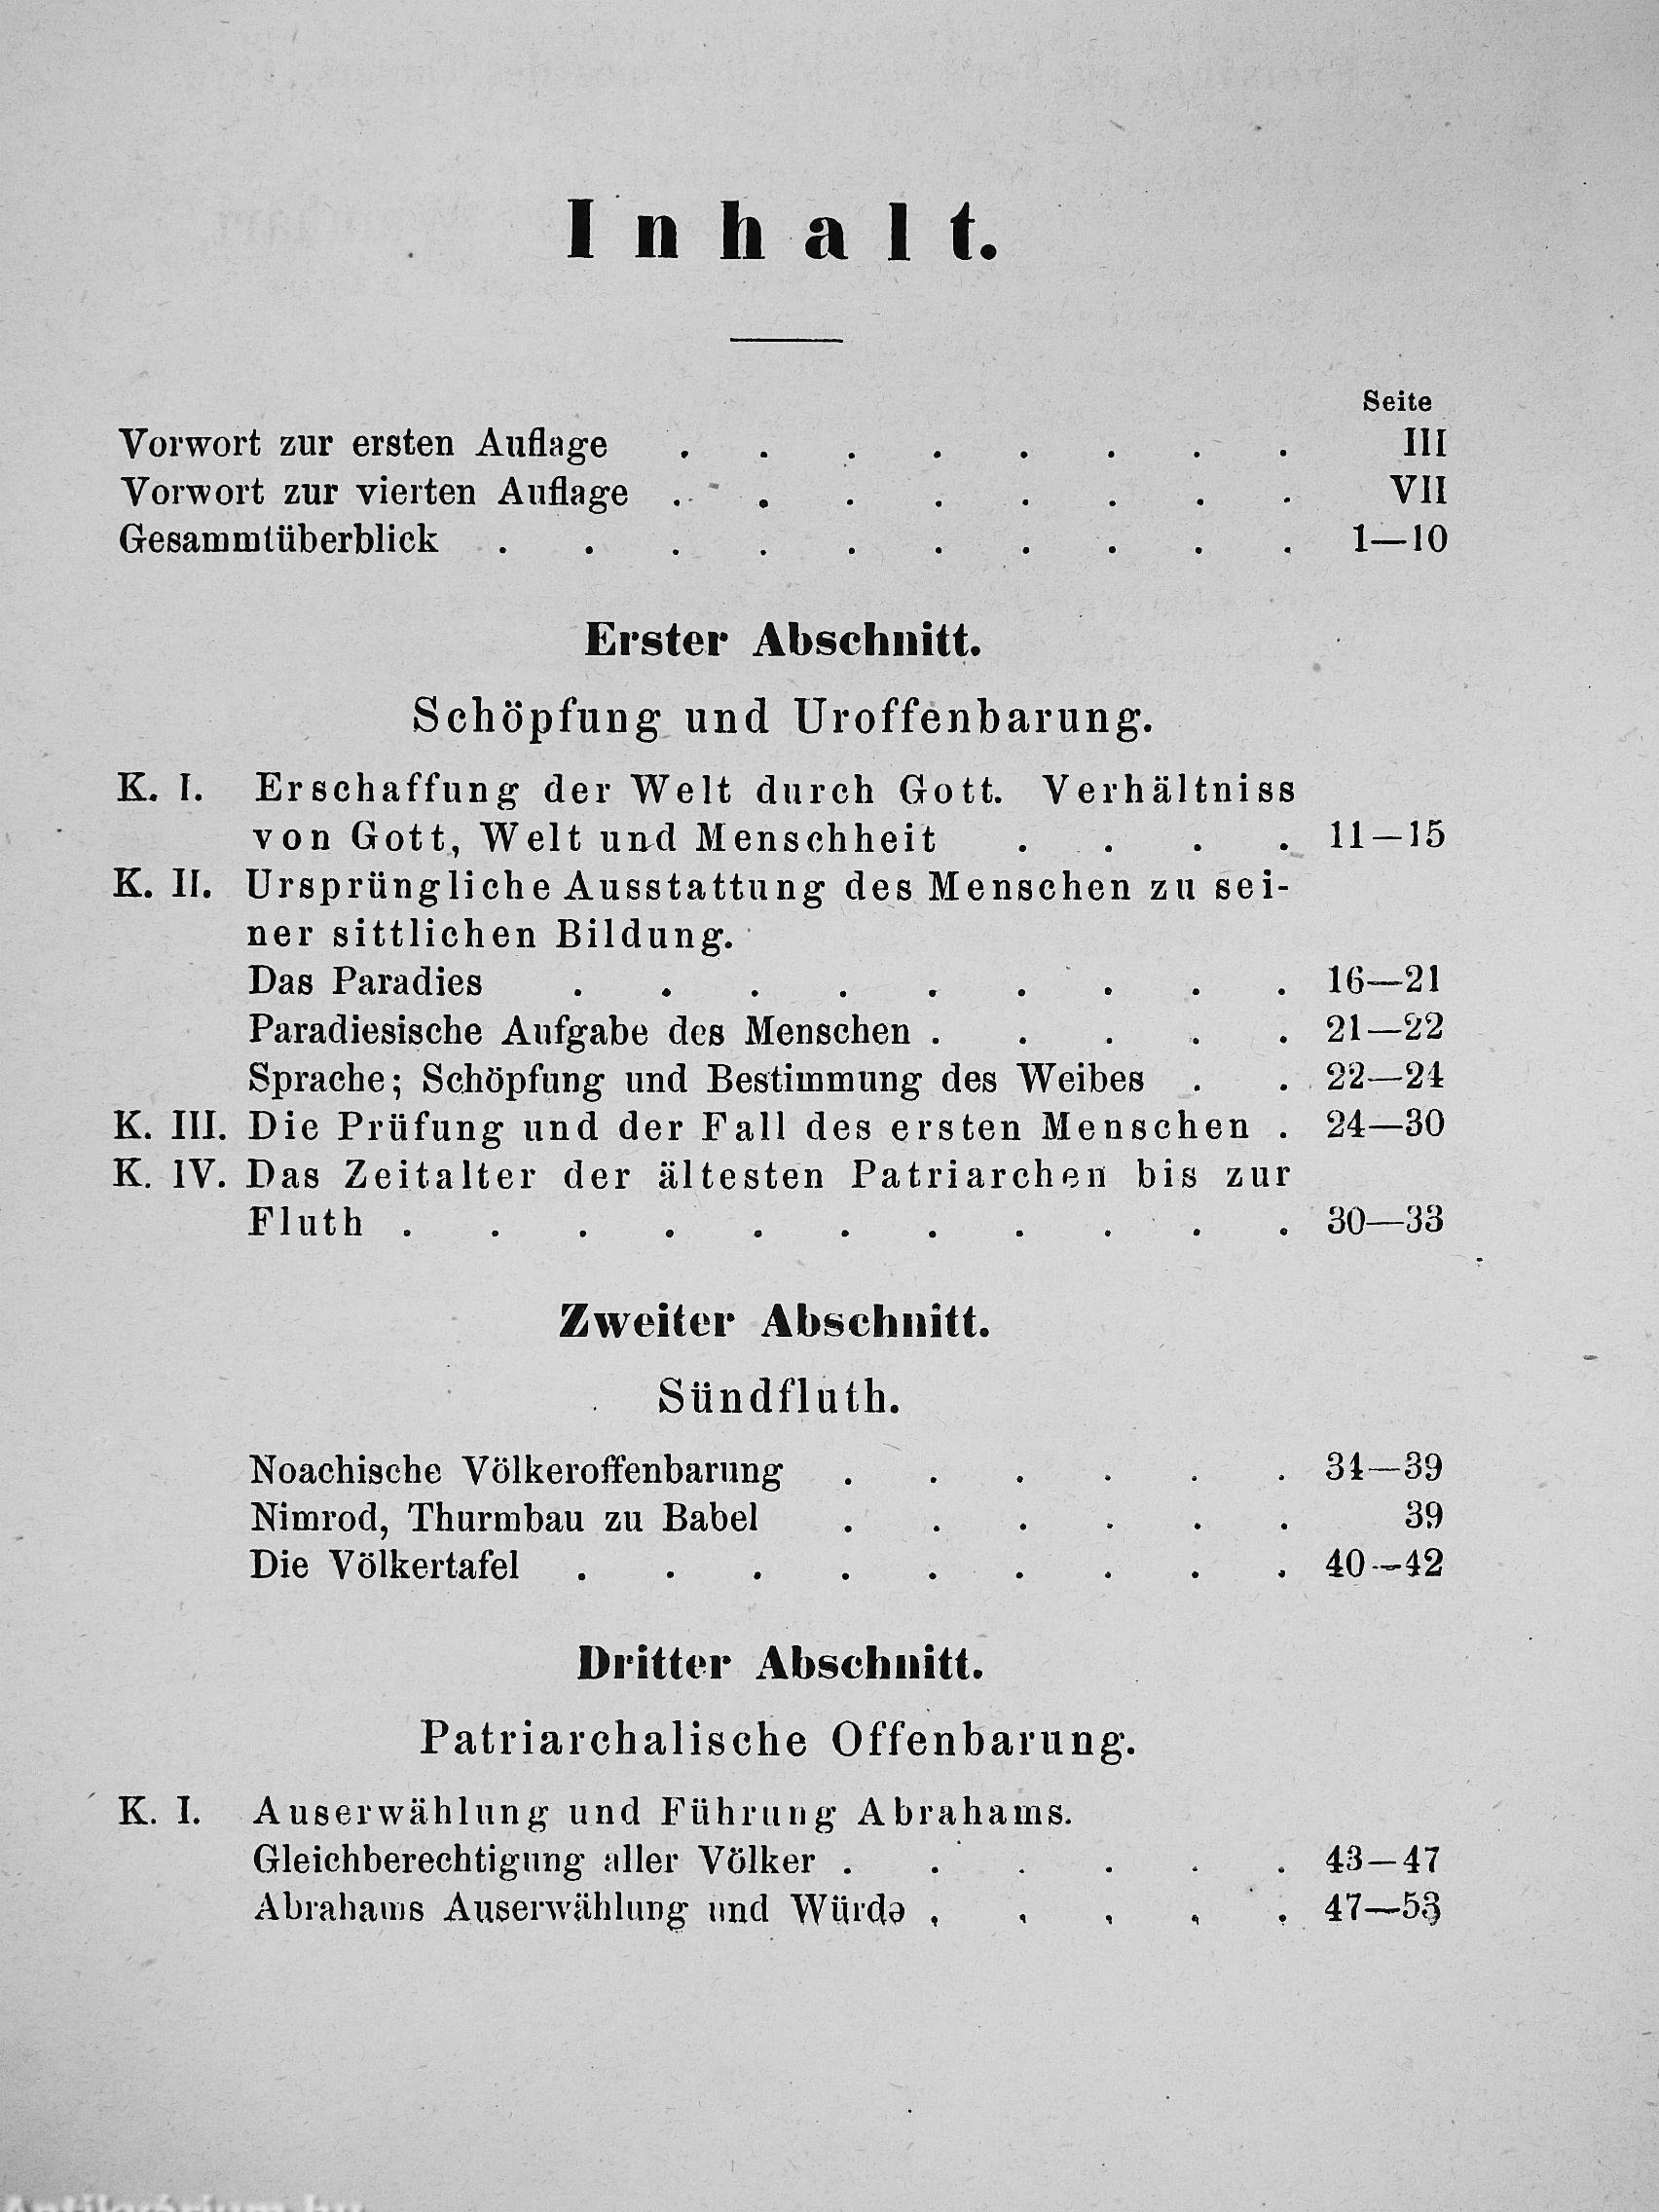 Inhalt.
Seite
Vorwort zur ersten Auflage . . . . . . . . III
Vorwort zur vierten Auflage . . . . . . . . VII
Gesammtüberblick . . . . . . . . . . 1—10
Erster Abschnitt.
Schöpfung und Uroffenbarung.
K. I. Erschaffung der Welt durch Gott. Verhältniss
von Gott, Welt und Menschheit . . . . 11—15
K. II. Ursprüngliche Ausstattung des Menschen zu sei-
ner sittlichen Bildung.
Das Paradies . . . . . . . . . 16—21
Paradiesische Aufgabe des Menschen . . . . . 21—22
Sprache; Schöpfung und Bestimmung des Weibes . . 22—24
K. III. Die Prüfung und der Fall des ersten Menschen . 24—30
K. IV. Das Zeitalter der ältesten Patriarchen bis zur
Fluth . . . . . . . . . . . 30—33
Zweiter Abschnitt.
Sündfluth.
Noachische Völkeroffenbarung . . . . . . 34—39
Nimrod, Thurmbau zu Babel . . . . . . 39
Die Völkertafel . . . . . . . . . 40—42
Dritter Abschnitt.
Patriarchalische Offenbarung.
K. I. Auserwählung und Führung Abrahams.
Gleichberechtigung aller Völker . . . . . . 43—47
Abrahams Auserwählung und Würde . . . . . 47—53